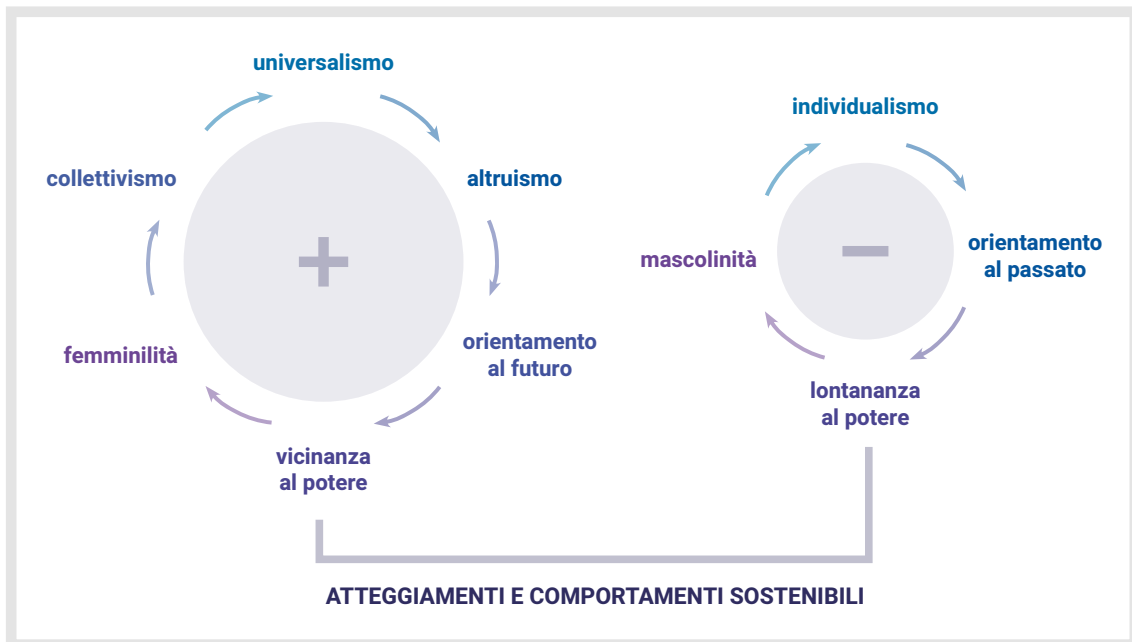 universalismo
collettivismo
altruismo
femminilità
orientamento
al futuro
vicinanza
al potere
+
individualismo
mascolinità
orientamento
al passato
lontananza
al potere
−
ATTEGGIAMENTI E COMPORTAMENTI SOSTENIBILI